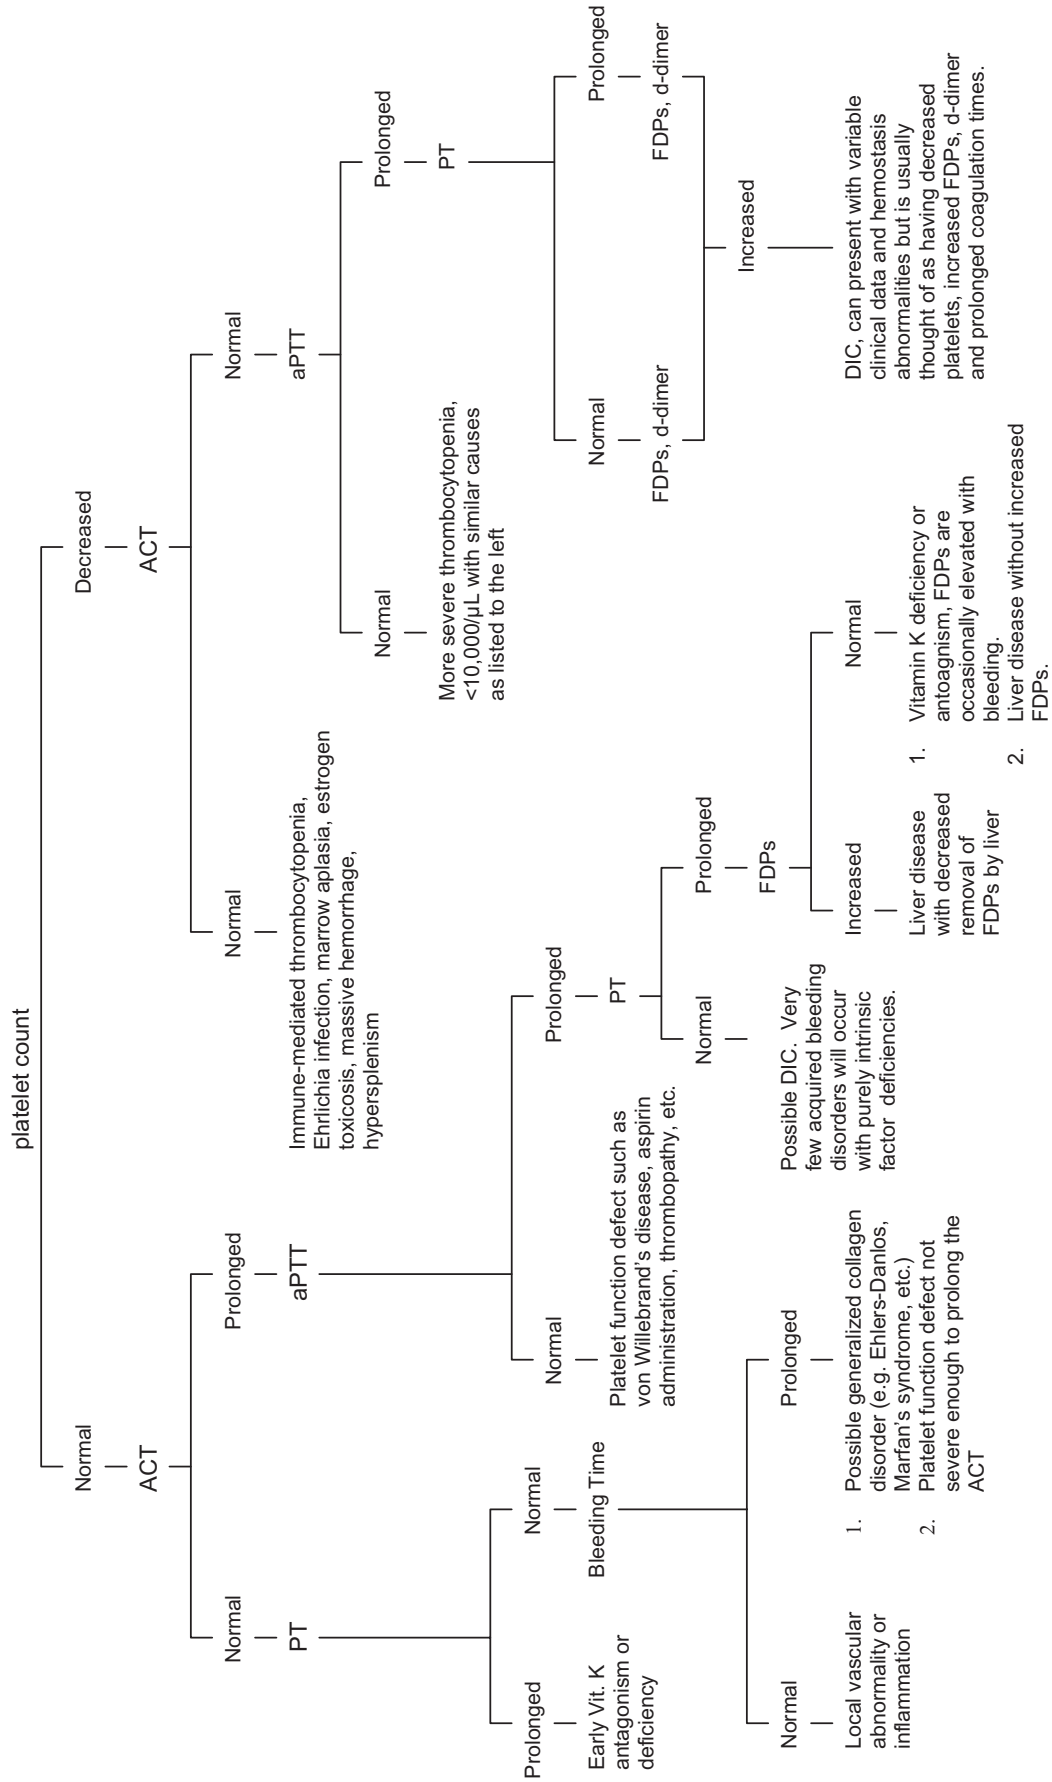 platelet count
Normal
Decreased
ACT
ACT
Normal
Prolonged
Normal
Normal
PT
aPTT
Immune-mediated thrombocytopenia,
Ehrlichia infection, marrow aplasia, estrogen
toxicosis, massive hemorrhage,
hypersplenism
aPTT
Normal
Prolonged
More severe thrombocytopenia,
<10,000/µL with similar causes
as listed to the left
PT
Prolonged
Normal
Normal
Prolonged
Early Vit. K
antagonism or
deficiency
Bleeding Time
Platelet function defect such as
von Willebrand's disease, aspirin
administration, thrombopathy, etc.
PT
Normal
Prolonged
FDPs, d-dimer
FDPs, d-dimer
Normal
Prolonged
Possible DIC. Very
few acquired bleeding
disorders will occur
with purely intrinsic
factor deficiencies.
FDPs
Increased
Normal
Prolonged
Increased
Normal
Local vascular
abnormality or
inflammation
1. Possible generalized collagen
disorder (e.g. Ehlers-Danlos,
Marfan's syndrome, etc.)
2. Platelet function defect not
severe enough to prolong the
ACT
Liver disease
with decreased
removal of
FDPs by liver
1. Vitamin K deficiency or
antoagnism, FDPs are
occasionally elevated with
bleeding.
2. Liver disease without increased
FDPs.
DIC, can present with variable
clinical data and hemostasis
abnormalities but is usually
thought of as having decreased
platelets, increased FDPs, d-dimer
and prolonged coagulation times.